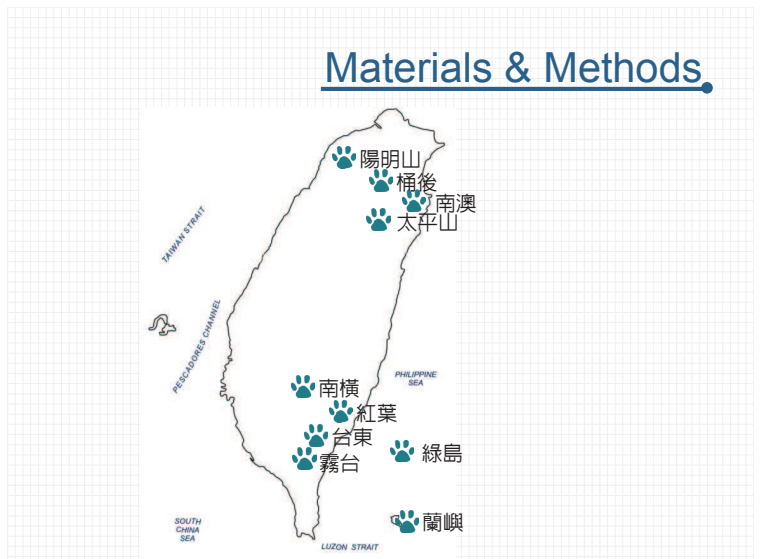 Materials & Methods
陽明山
桶後
南澳
太平山
TAIWAN STRAIT
PESCADORES CHANNEL
PHILIPPINE
SEA
南橫
紅葉
台東
綠島
霧台
SOUTH
CHINA
SEA
蘭嶼
LUZON STRAIT